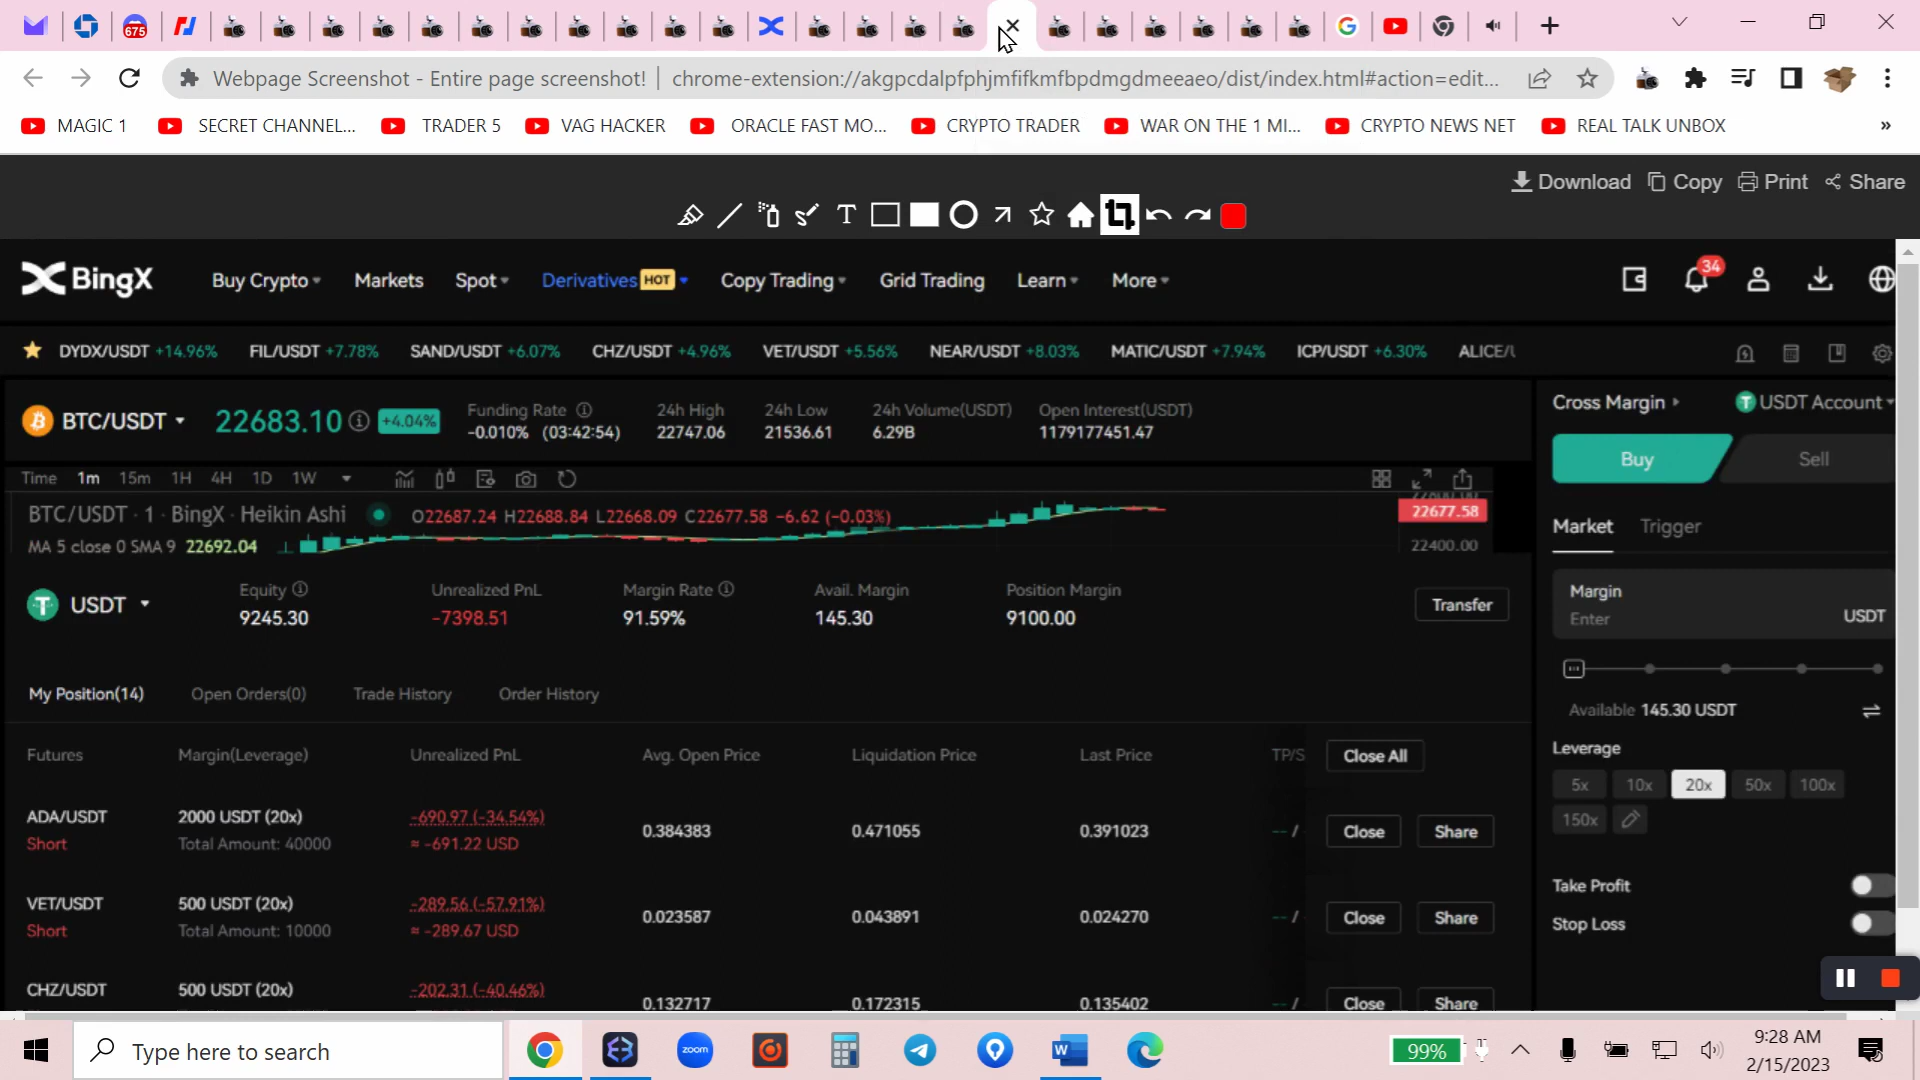 675
Webpage Screenshot - Entire page screenshot! chrome-extension://akgpcdalpfphjmfifkmfbpdmgdmeeaeo/dist/index.html#action=edit...
MAGIC 1 SECRET CHANNEL... TRADER 5 VAG HACKER ORACLE FAST MO... CRYPTO TRADER WAR ON THE 1 MI... CRYPTO NEWS NET REAL TALK UNBOX »
Download Copy Print Share
T
BingX Buy Crypto Markets Spot Derivatives HOT Copy Trading Grid Trading Learn More 34
DYDX/USDT +14.96% FIL/USDT +7.78% SAND/USDT +6.07% CHZ/USDT +4.96% VET/USDT +5.56% NEAR/USDT +8.03% MATIC/USDT +7.94% ICP/USDT +6.30% ALICE/U
BTC/USDT 22683.10 +4.04%
Funding Rate 24h High 24h Low 24h Volume(USDT) Open Interest(USDT)
-0.010% (03:42:54) 22747.06 21536.61 6.29B 1179177451.47
Cross Margin USDT Account
Buy Sell
Time 1m 15m 1H 4H 1D 1W
BTC/USDT · 1 · BingX · Heikin Ashi O22687.24 H22688.84 L22668.09 C22677.58 -6.62 (-0.03%)
22677.58
MA 5 close 0 SMA 9 22692.04
22400.00
Market Trigger
USDT
Equity Unrealized PnL Margin Rate Avail. Margin Position Margin
9245.30 -7398.51 91.59% 145.30 9100.00
Transfer
Margin
Enter USDT
My Position(14) Open Orders(0) Trade History Order History
Available 145.30 USDT
Futures Margin(Leverage) Unrealized PnL Avg. Open Price Liquidation Price Last Price TP/S Close All
Leverage
5x 10x 20x 50x 100x
150x
ADA/USDT 2000 USDT (20x) -690.97 (-34.54%) 0.384383 0.471055 0.391023 -- / Close Share
Short Total Amount: 40000 ≈ -691.22 USD
VET/USDT 500 USDT (20x) -289.56 (-57.91%) 0.023587 0.043891 0.024270 -- / Close Share
Short Total Amount: 10000 ≈ -289.67 USD
CHZ/USDT 500 USDT (20x) -202.31 (-40.46%) 0.132717 0.172315 0.135402 -- / Close Share
Take Profit
Stop Loss
Type here to search
zoom
W
99%
9:28 AM
2/15/2023